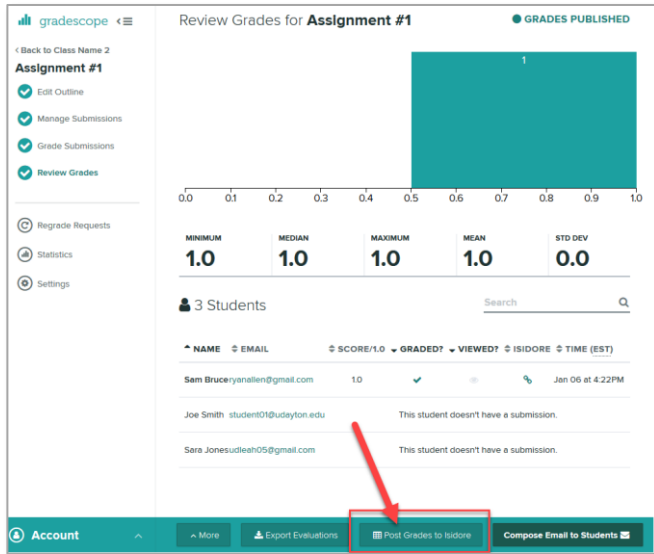 gradescope
Review Grades for Assignment #1
GRADES PUBLISHED
< Back to Class Name 2
Assignment #1
Edit Outline
Manage Submissions
Grade Submissions
Review Grades
Regrade Requests
Statistics
Settings
1
0.0 0.1 0.2 0.3 0.4 0.5 0.6 0.7 0.8 0.9 1.0
MINIMUM MEDIAN MAXIMUM MEAN STD DEV
1.0 1.0 1.0 1.0 0.0
3 Students
Search
NAME EMAIL SCORE/1.0 GRADED? VIEWED? ISIDORE TIME (EST)
Sam Bruce ryanallen@gmail.com 1.0 Jan 06 at 4:22PM
Joe Smith student01@udayton.edu This student doesn't have a submission.
Sara Jones udleah05@gmail.com This student doesn't have a submission.
Account
More
Export Evaluations
Post Grades to Isidore
Compose Email to Students